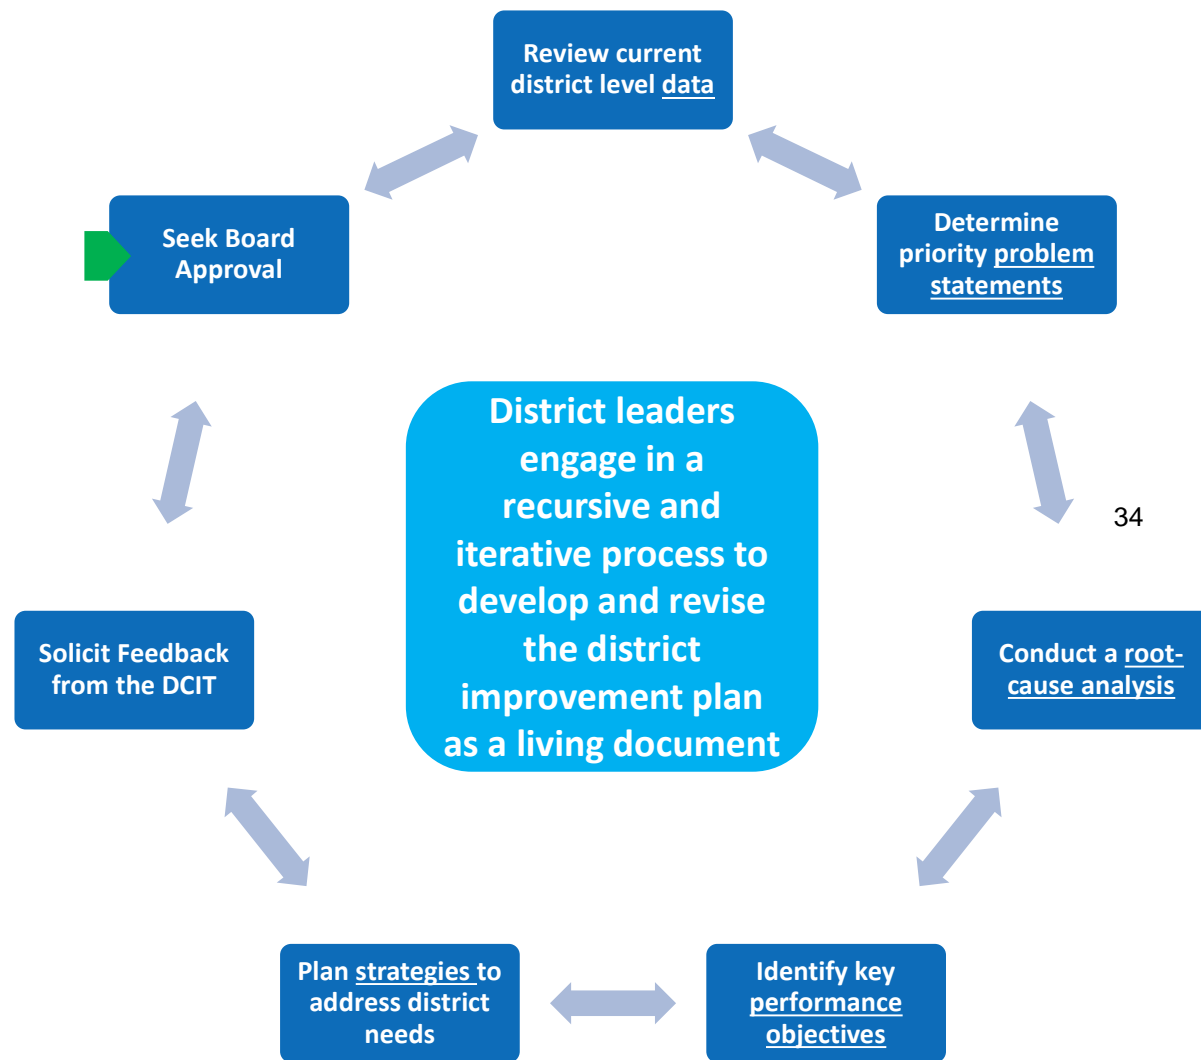 Review current
district level data
Determine
priority problem
statements
Conduct a root-
cause analysis
Identify key
performance
objectives
Plan strategies to
address district
needs
Solicit Feedback
from the DCIT
Seek Board
Approval
District leaders
engage in a
recursive and
iterative process to
develop and revise
the district
improvement plan
as a living document
34